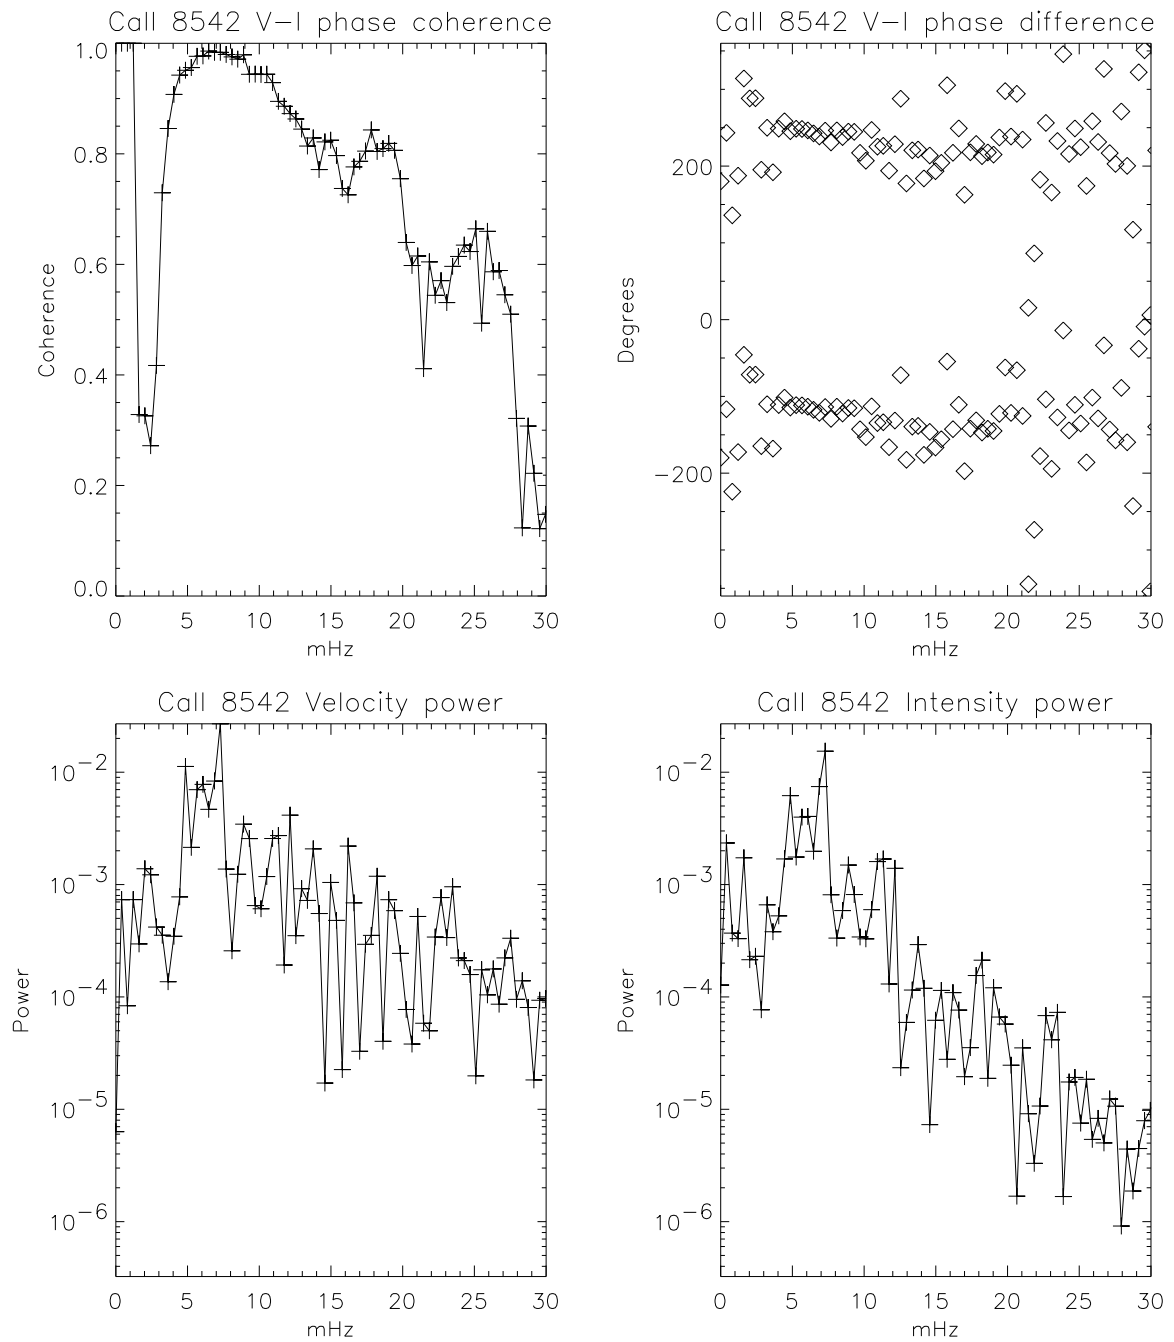 Call 8542 V-I phase coherence
1.0
0.8
0.6
0.4
0.2
0.0
Coherence
0 5 10 15 20 25 30
mHz
Call 8542 V-I phase difference
200
0
-200
Degrees
0 5 10 15 20 25 30
mHz
Call 8542 Velocity power
10^-2
10^-3
10^-4
10^-5
10^-6
Power
0 5 10 15 20 25 30
mHz
Call 8542 Intensity power
10^-2
10^-3
10^-4
10^-5
10^-6
Power
0 5 10 15 20 25 30
mHz